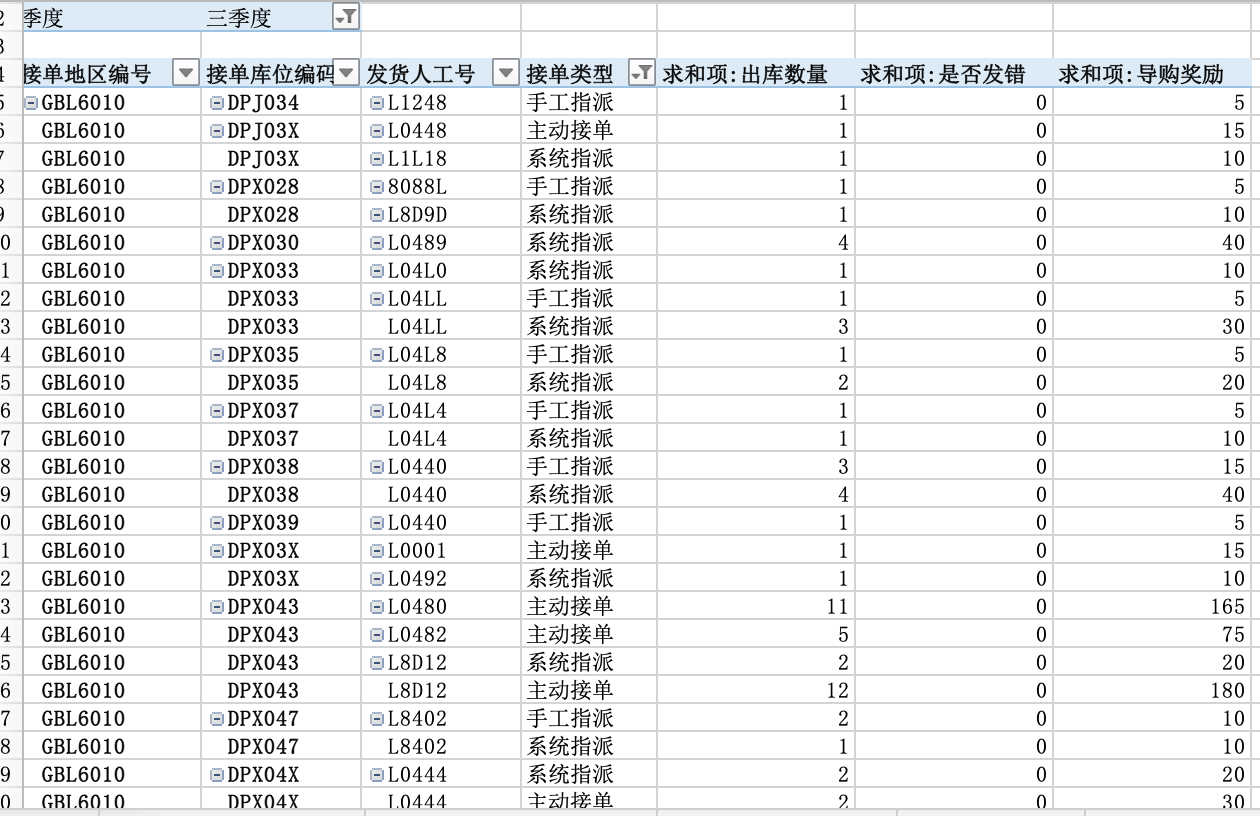 2 季度 三季度
3
4 接单地区编号 接单库位编码 发货人工号 接单类型 求和项:出库数量 求和项:是否发错 求和项:导购奖励
5 GBL6010 DPJ034 L1248 手工指派 1 0 5
6 GBL6010 DPJ03X L0448 主动接单 1 0 15
7 GBL6010 DPJ03X L1L18 系统指派 1 0 10
8 GBL6010 DPX028 8088L 手工指派 1 0 5
9 GBL6010 DPX028 L8D9D 系统指派 1 0 10
0 GBL6010 DPX030 L0489 系统指派 4 0 40
1 GBL6010 DPX033 L04L0 系统指派 1 0 10
2 GBL6010 DPX033 L04LL 手工指派 1 0 5
3 GBL6010 DPX033 L04LL 系统指派 3 0 30
4 GBL6010 DPX035 L04L8 手工指派 1 0 5
5 GBL6010 DPX035 L04L8 系统指派 2 0 20
6 GBL6010 DPX037 L04L4 手工指派 1 0 5
7 GBL6010 DPX037 L04L4 系统指派 1 0 10
8 GBL6010 DPX038 L0440 手工指派 3 0 15
9 GBL6010 DPX038 L0440 系统指派 4 0 40
0 GBL6010 DPX039 L0440 手工指派 1 0 5
1 GBL6010 DPX03X L0001 主动接单 1 0 15
2 GBL6010 DPX03X L0492 系统指派 1 0 10
3 GBL6010 DPX043 L0480 主动接单 11 0 165
4 GBL6010 DPX043 L0482 主动接单 5 0 75
5 GBL6010 DPX043 L8D12 系统指派 2 0 20
6 GBL6010 DPX043 L8D12 主动接单 12 0 180
7 GBL6010 DPX047 L8402 手工指派 2 0 10
8 GBL6010 DPX047 L8402 系统指派 1 0 10
9 GBL6010 DPX04X L0444 系统指派 2 0 20
0 GBL6010 DPX04X L0444 主动接单 2 0 30